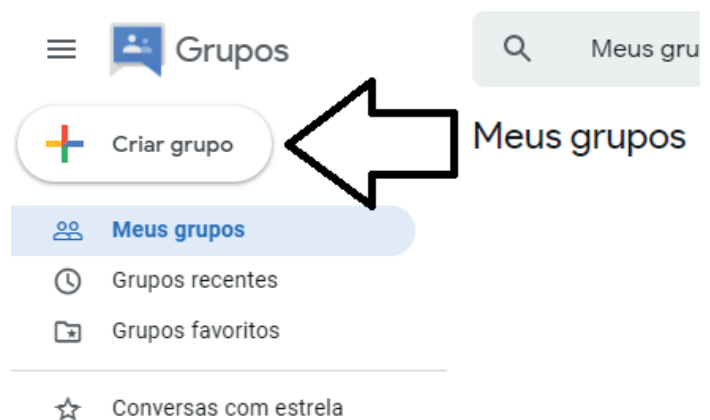 Grupos
Meus gru
Criar grupo
Meus grupos
Meus grupos
Grupos recentes
Grupos favoritos
Conversas com estrela